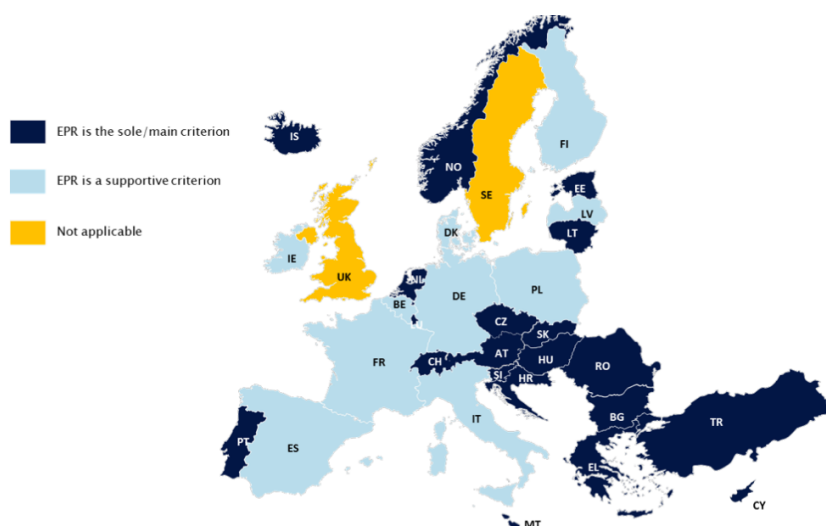 EPR is the sole/main criterion
EPR is a supportive criterion
Not applicable
IS
NO
FI
SE
EE
LV
LT
DK
IE
UK
NL
BE
DE
PL
LU
CZ
SK
FR
CH
AT
HU
SI
HR
RO
BG
IT
PT
ES
TR
EL
CY
MT